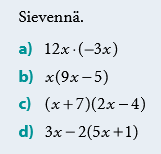 Sievennä.
a) 12x·(−3x)
b) x(9x−5)
c) (x+7)(2x−4)
d) 3x−2(5x+1)